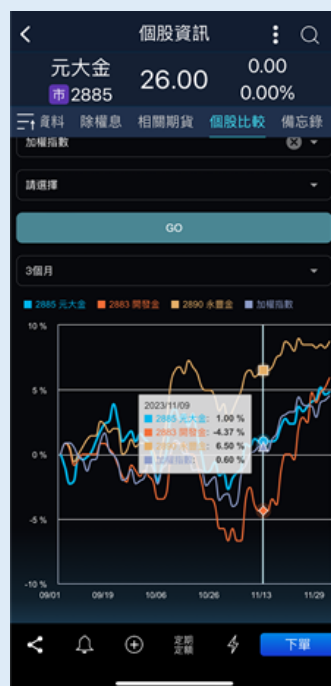 個股資訊
元大金
市 2885
26.00
0.00
0.00%
資料 除權息 相關期貨 個股比較 備忘錄
加權指數
請選擇
GO
3個月
2885 元大金 2883 開發金 2890 永豐金 加權指數
10 %
5 %
0 %
-5 %
-10 %
2023/11/09
2885 元大金: 1.00 %
2883 開發金: -4.37 %
2890 永豐金: 6.50 %
加權指數: 0.60 %
09/01 09/19 10/06 10/26 11/13 11/29
定期定額
下單